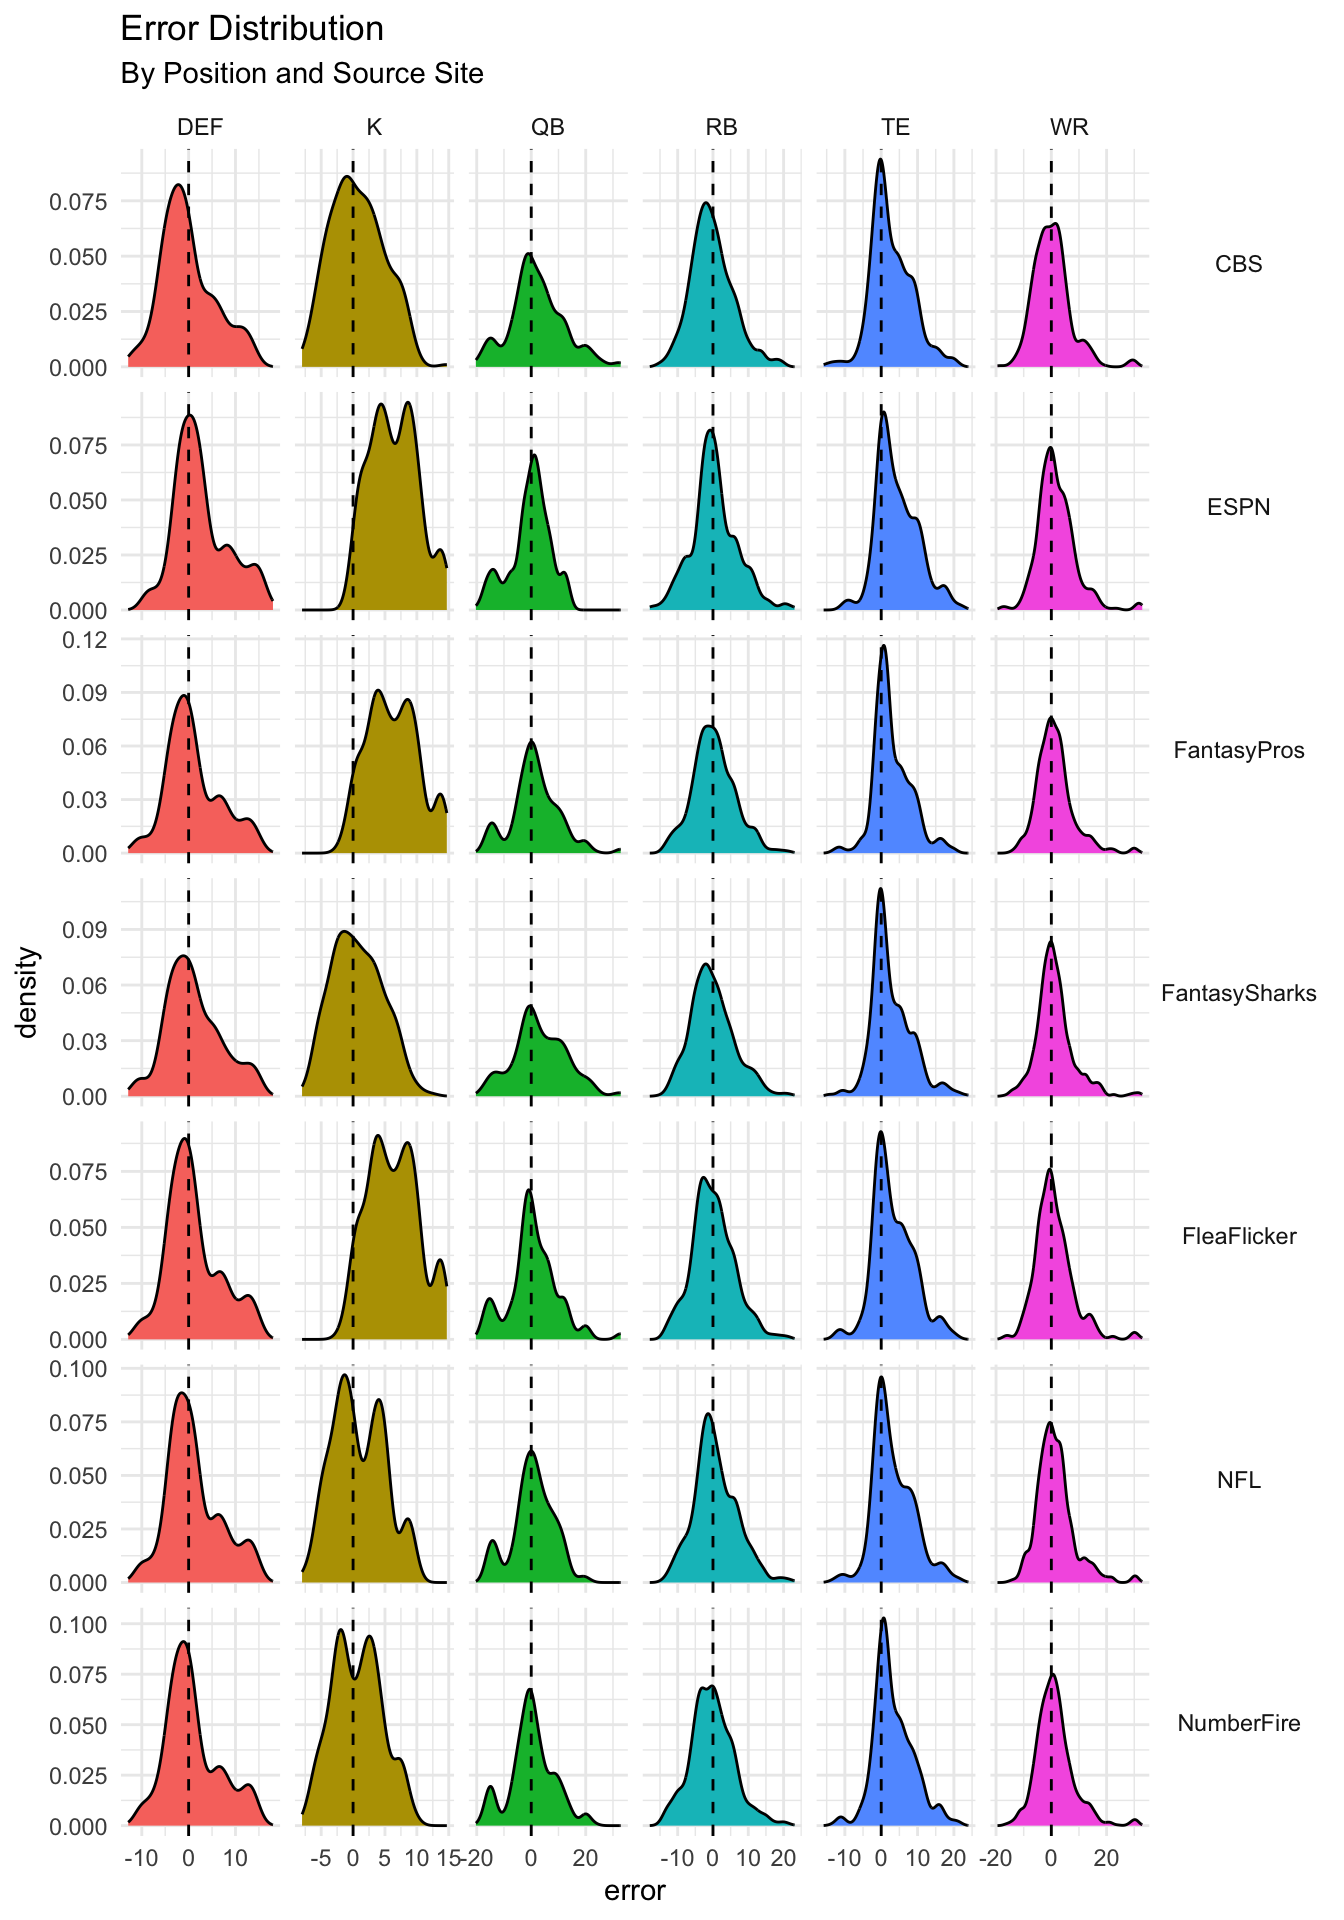 Error Distribution
By Position and Source Site
DEF K QB RB TE WR
0.075
0.050
0.025
0.000
CBS
0.075
0.050
0.025
0.000
ESPN
0.12
0.09
0.06
0.03
0.00
FantasyPros
0.09
0.06
0.03
0.00
FantasySharks
0.075
0.050
0.025
0.000
FleaFlicker
0.100
0.075
0.050
0.025
0.000
NFL
0.100
0.075
0.050
0.025
0.000
NumberFire
density
-10 0 10 -5 0 5 10 15 -20 0 20 -10 0 10 20 -10 0 10 20 -20 0 20
error